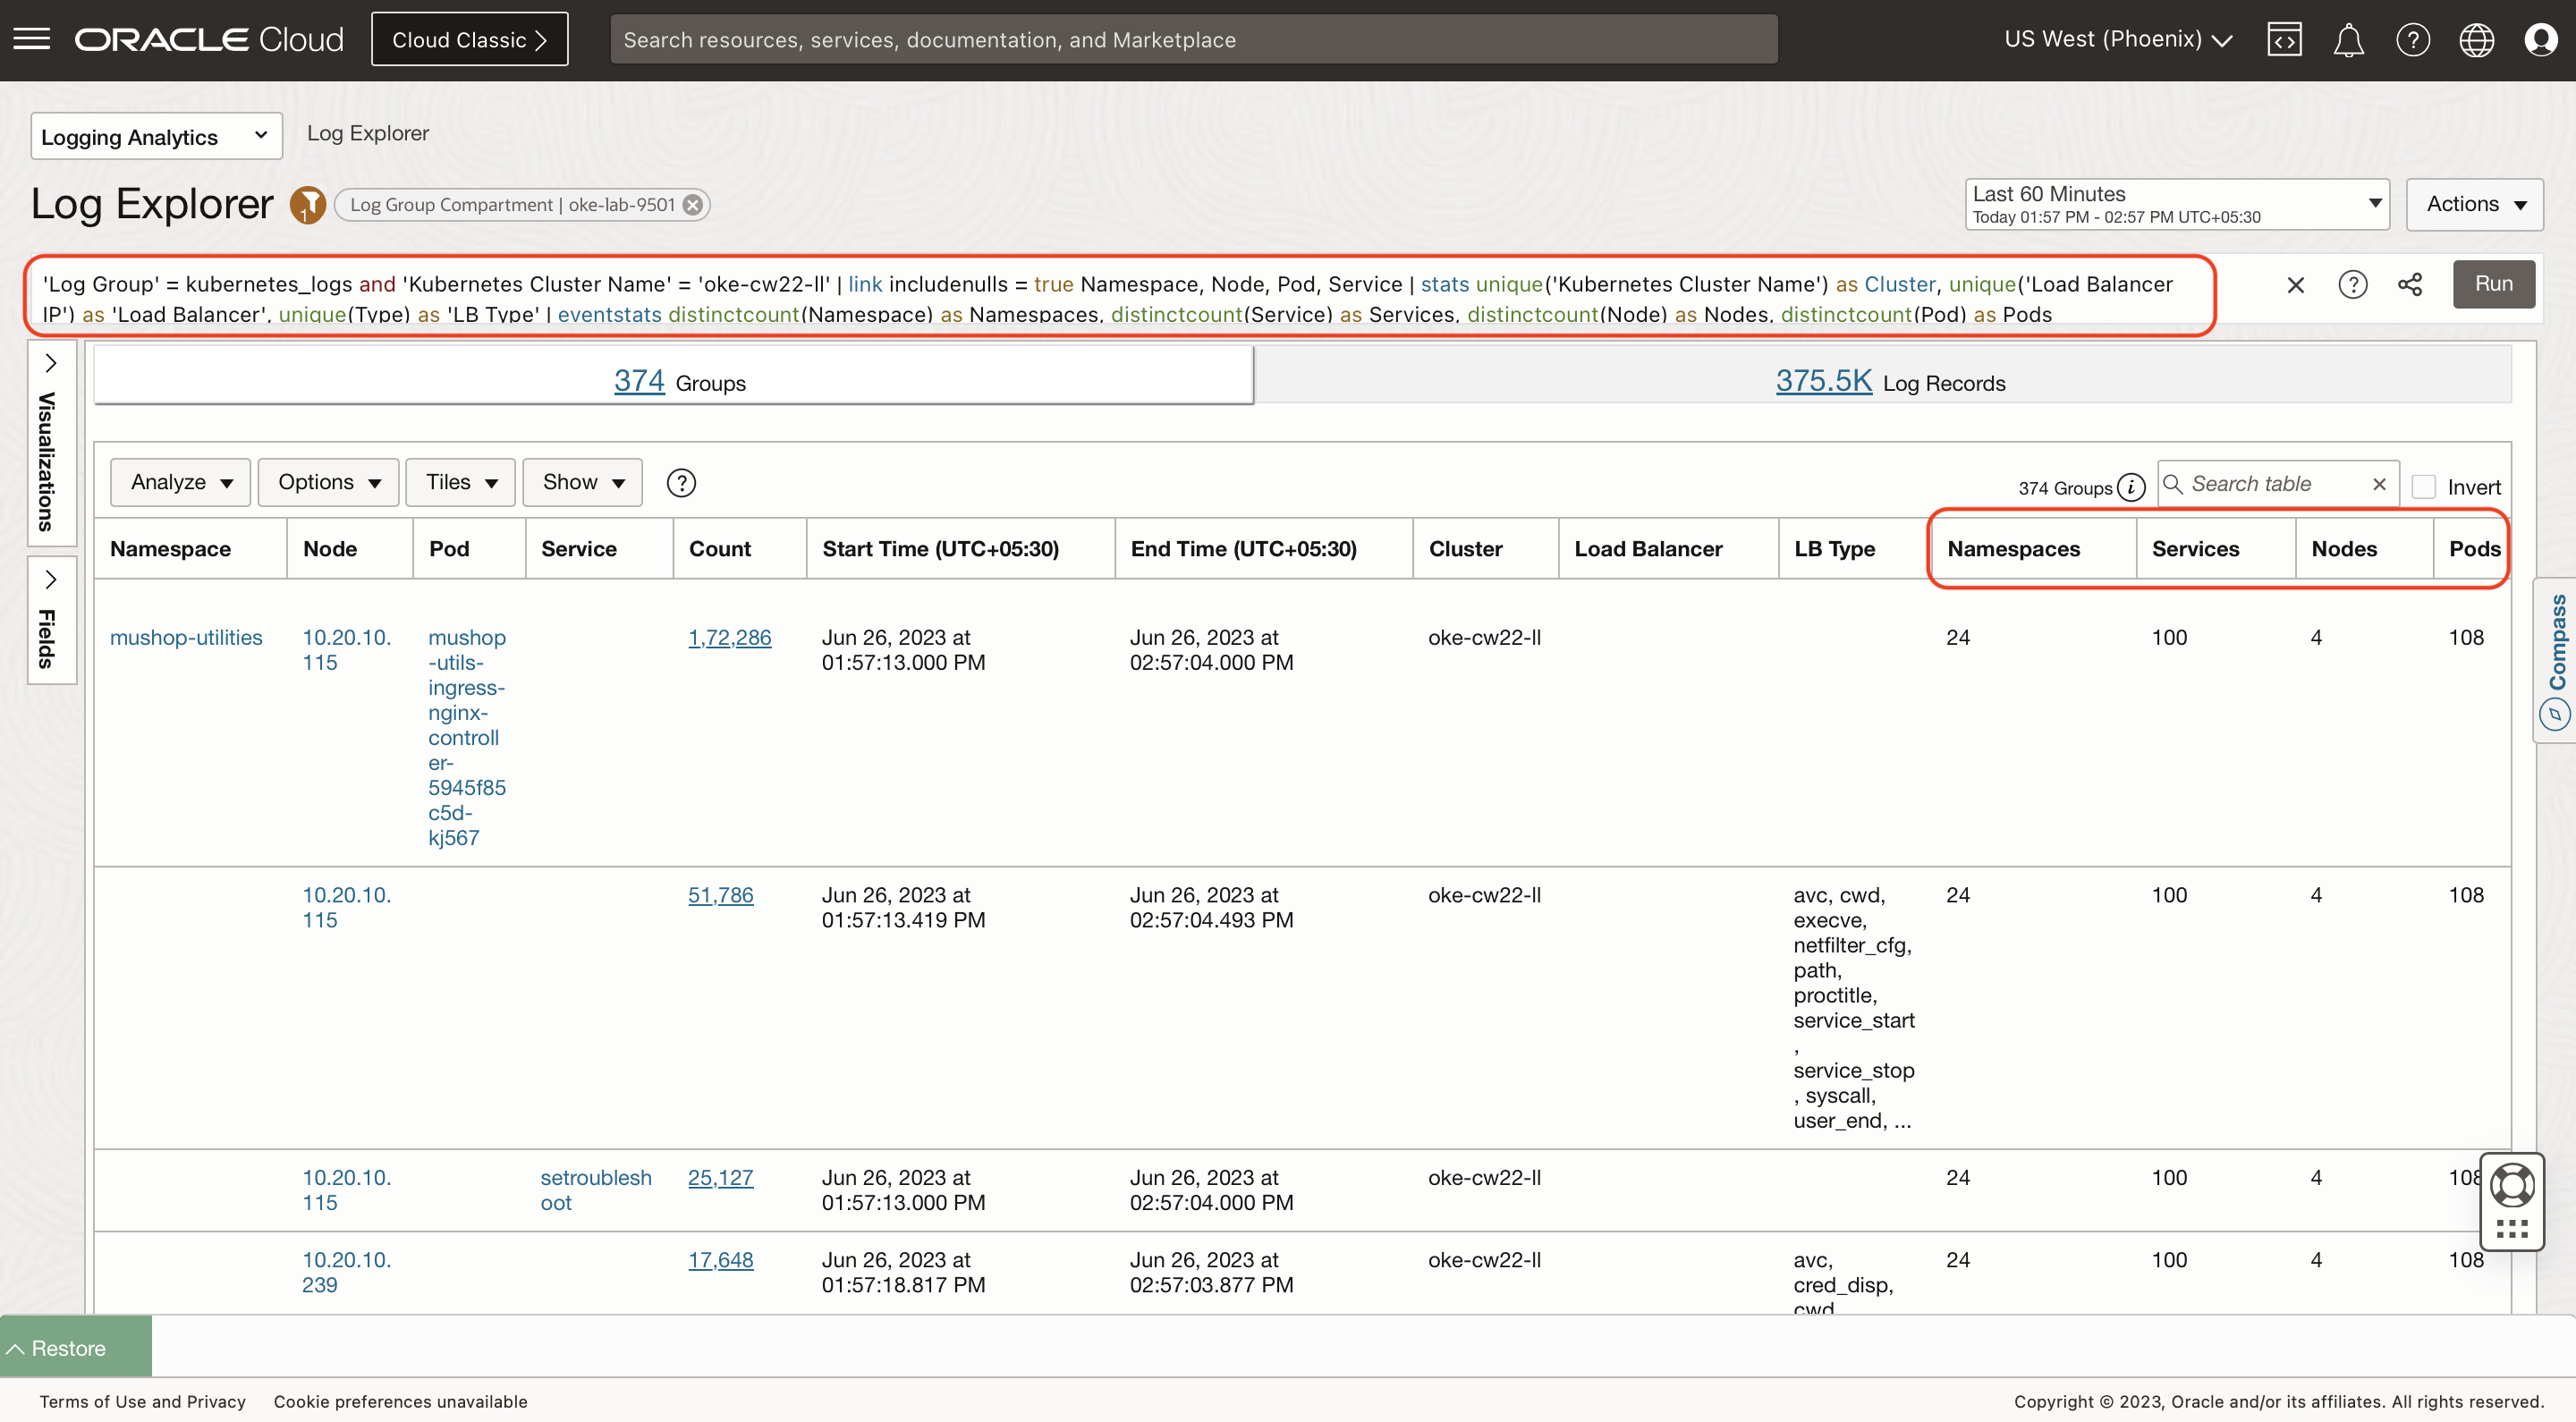 ORACLE Cloud
Cloud Classic
Search resources, services, documentation, and Marketplace
US West (Phoenix)
Logging Analytics
Log Explorer
Log Explorer
1
Log Group Compartment | oke-lab-9501
Last 60 Minutes
Today 01:57 PM - 02:57 PM UTC+05:30
Actions
'Log Group' = kubernetes_logs and 'Kubernetes Cluster Name' = 'oke-cw22-ll' | link includenulls = true Namespace, Node, Pod, Service | stats unique('Kubernetes Cluster Name') as Cluster, unique('Load Balancer
IP') as 'Load Balancer', unique(Type) as 'LB Type' | eventstats distinctcount(Namespace) as Namespaces, distinctcount(Service) as Services, distinctcount(Node) as Nodes, distinctcount(Pod) as Pods
Run
Visualizations
Fields
374 Groups
375.5K Log Records
Analyze
Options
Tiles
Show
374 Groups
Search table
Invert
Namespace Node Pod Service Count Start Time (UTC+05:30) End Time (UTC+05:30) Cluster Load Balancer LB Type Namespaces Services Nodes Pods
mushop-utilities 10.20.10. mushop 1,72,286 Jun 26, 2023 at Jun 26, 2023 at oke-cw22-ll 24 100 4 108
115 -utils- 01:57:13.000 PM 02:57:04.000 PM
ingress-
nginx-
controll
er-
5945f85
c5d-
kj567
10.20.10. 51,786 Jun 26, 2023 at Jun 26, 2023 at oke-cw22-ll avc, cwd, 24 100 4 108
115 01:57:13.419 PM 02:57:04.493 PM execve,
netfilter_cfg,
path,
proctitle,
service_start
,
service_stop
, syscall,
user_end, ...
10.20.10. setroublesh 25,127 Jun 26, 2023 at Jun 26, 2023 at oke-cw22-ll 24 100 4 108
115 oot 01:57:13.000 PM 02:57:04.000 PM
10.20.10. 17,648 Jun 26, 2023 at Jun 26, 2023 at oke-cw22-ll avc, 24 100 4 108
239 01:57:18.817 PM 02:57:03.877 PM cred_disp,
cwd
Compass
Restore
Terms of Use and Privacy
Cookie preferences unavailable
Copyright © 2023, Oracle and/or its affiliates. All rights reserved.